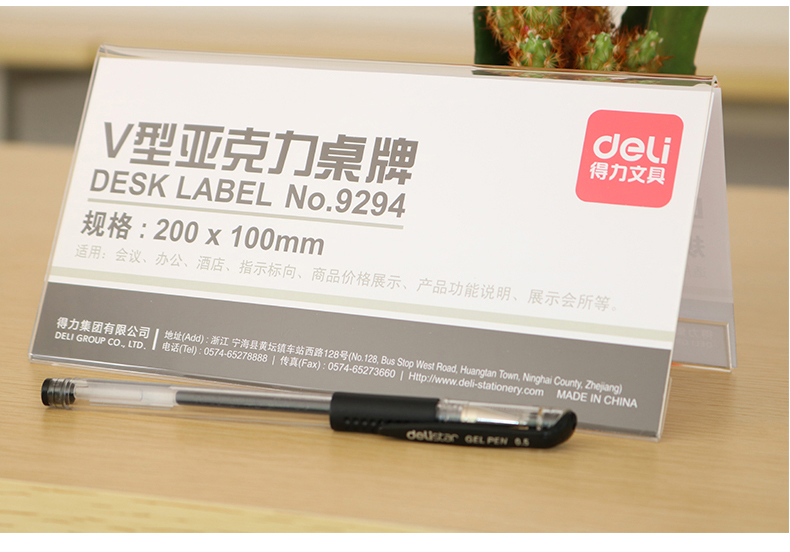 V型亚克力桌牌
DESK LABEL No.9294
规格：200 x 100mm
适用：会议、办公、酒店、指示标向、商品价格展示、产品功能说明、展示会所等。
deli
得力文具
得力集团有限公司
DELI GROUP CO., LTD.
地址(Add) : 浙江 宁海县黄坛镇车站西路128号(No.128, Bus Stop West Road, Huangtan Town, Ninghai County, Zhejiang)
电话(Tel) : 0574-65278888 | 传真(Fax) : 0574-65273660 | Http://www.deli-stationery.com MADE IN CHINA
delistar GEL PEN 0.5